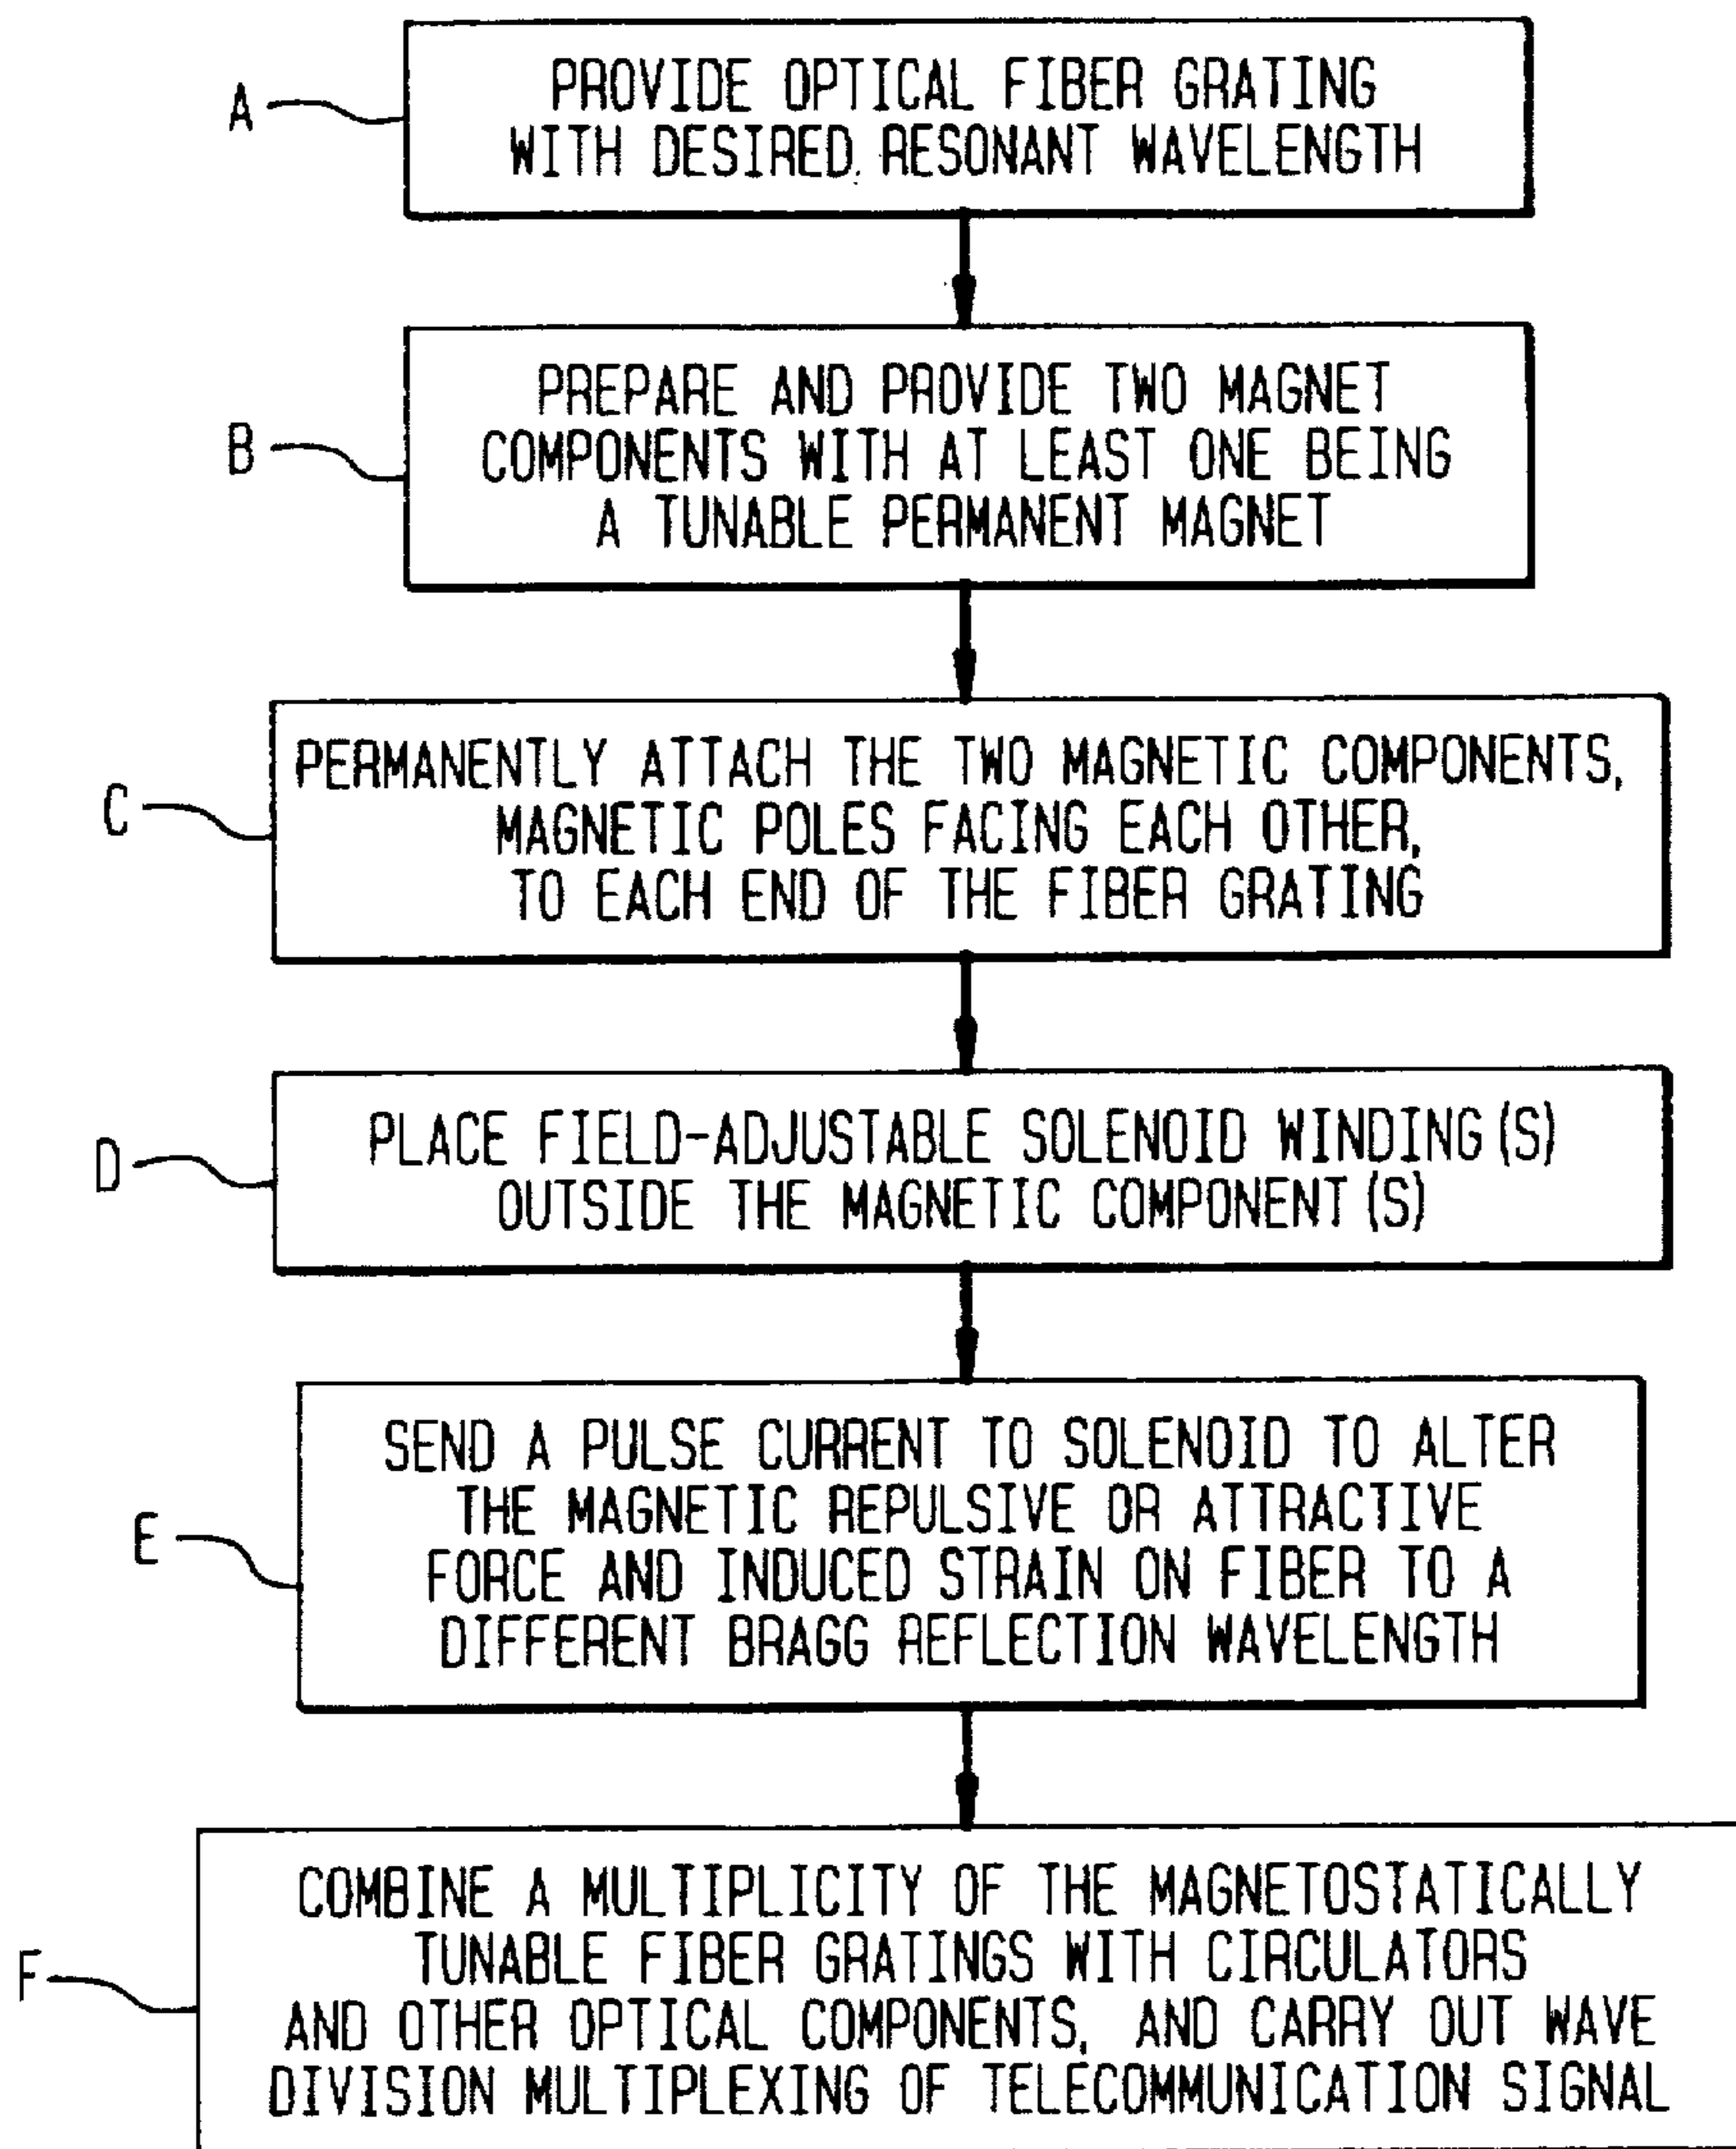 A
PROVIDE OPTICAL FIBER GRATING
WITH DESIRED RESONANT WAVELENGTH
B
PREPARE AND PROVIDE TWO MAGNET
COMPONENTS WITH AT LEAST ONE BEING
A TUNABLE PERMANENT MAGNET
C
PERMANENTLY ATTACH THE TWO MAGNETIC COMPONENTS,
MAGNETIC POLES FACING EACH OTHER,
TO EACH END OF THE FIBER GRATING
D
PLACE FIELD-ADJUSTABLE SOLENOID WINDING(S)
OUTSIDE THE MAGNETIC COMPONENT(S)
E
SEND A PULSE CURRENT TO SOLENOID TO ALTER
THE MAGNETIC REPULSIVE OR ATTRACTIVE
FORCE AND INDUCED STRAIN ON FIBER TO A
DIFFERENT BRAGG REFLECTION WAVELENGTH
F
COMBINE A MULTIPLICITY OF THE MAGNETOSTATICALLY
TUNABLE FIBER GRATINGS WITH CIRCULATORS
AND OTHER OPTICAL COMPONENTS, AND CARRY OUT WAVE
DIVISION MULTIPLEXING OF TELECOMMUNICATION SIGNAL